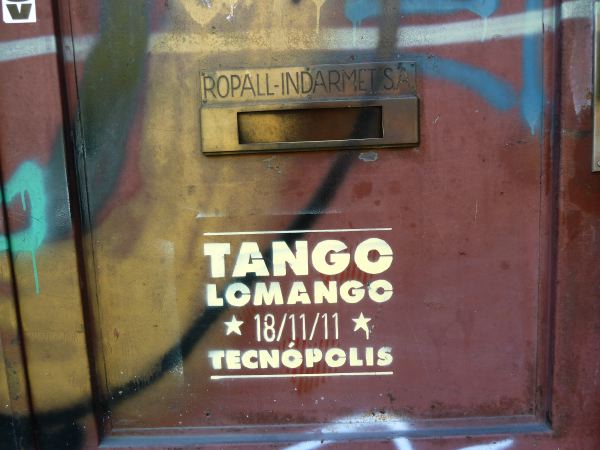 ROPALL-INDARMET S.A.
TANGO
LOMANGO
★ 18/11/11 ★
TECNÓPOLIS